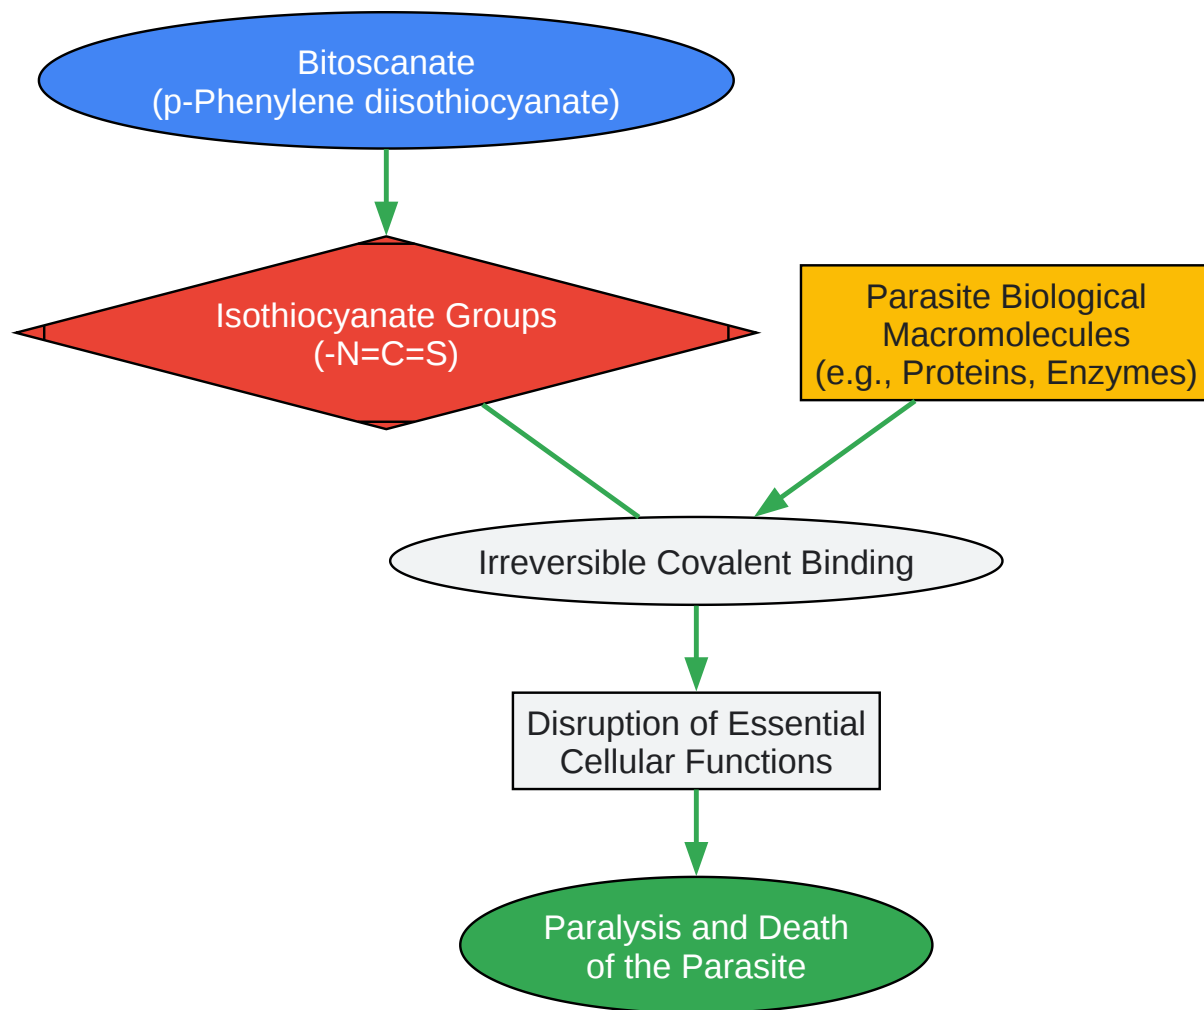 Bitoscanate
(p-Phenylene diisothiocyanate)
Isothiocyanate Groups
(-N=C=S)
Parasite Biological
Macromolecules
(e.g., Proteins, Enzymes)
Irreversible Covalent Binding
Disruption of Essential
Cellular Functions
Paralysis and Death
of the Parasite